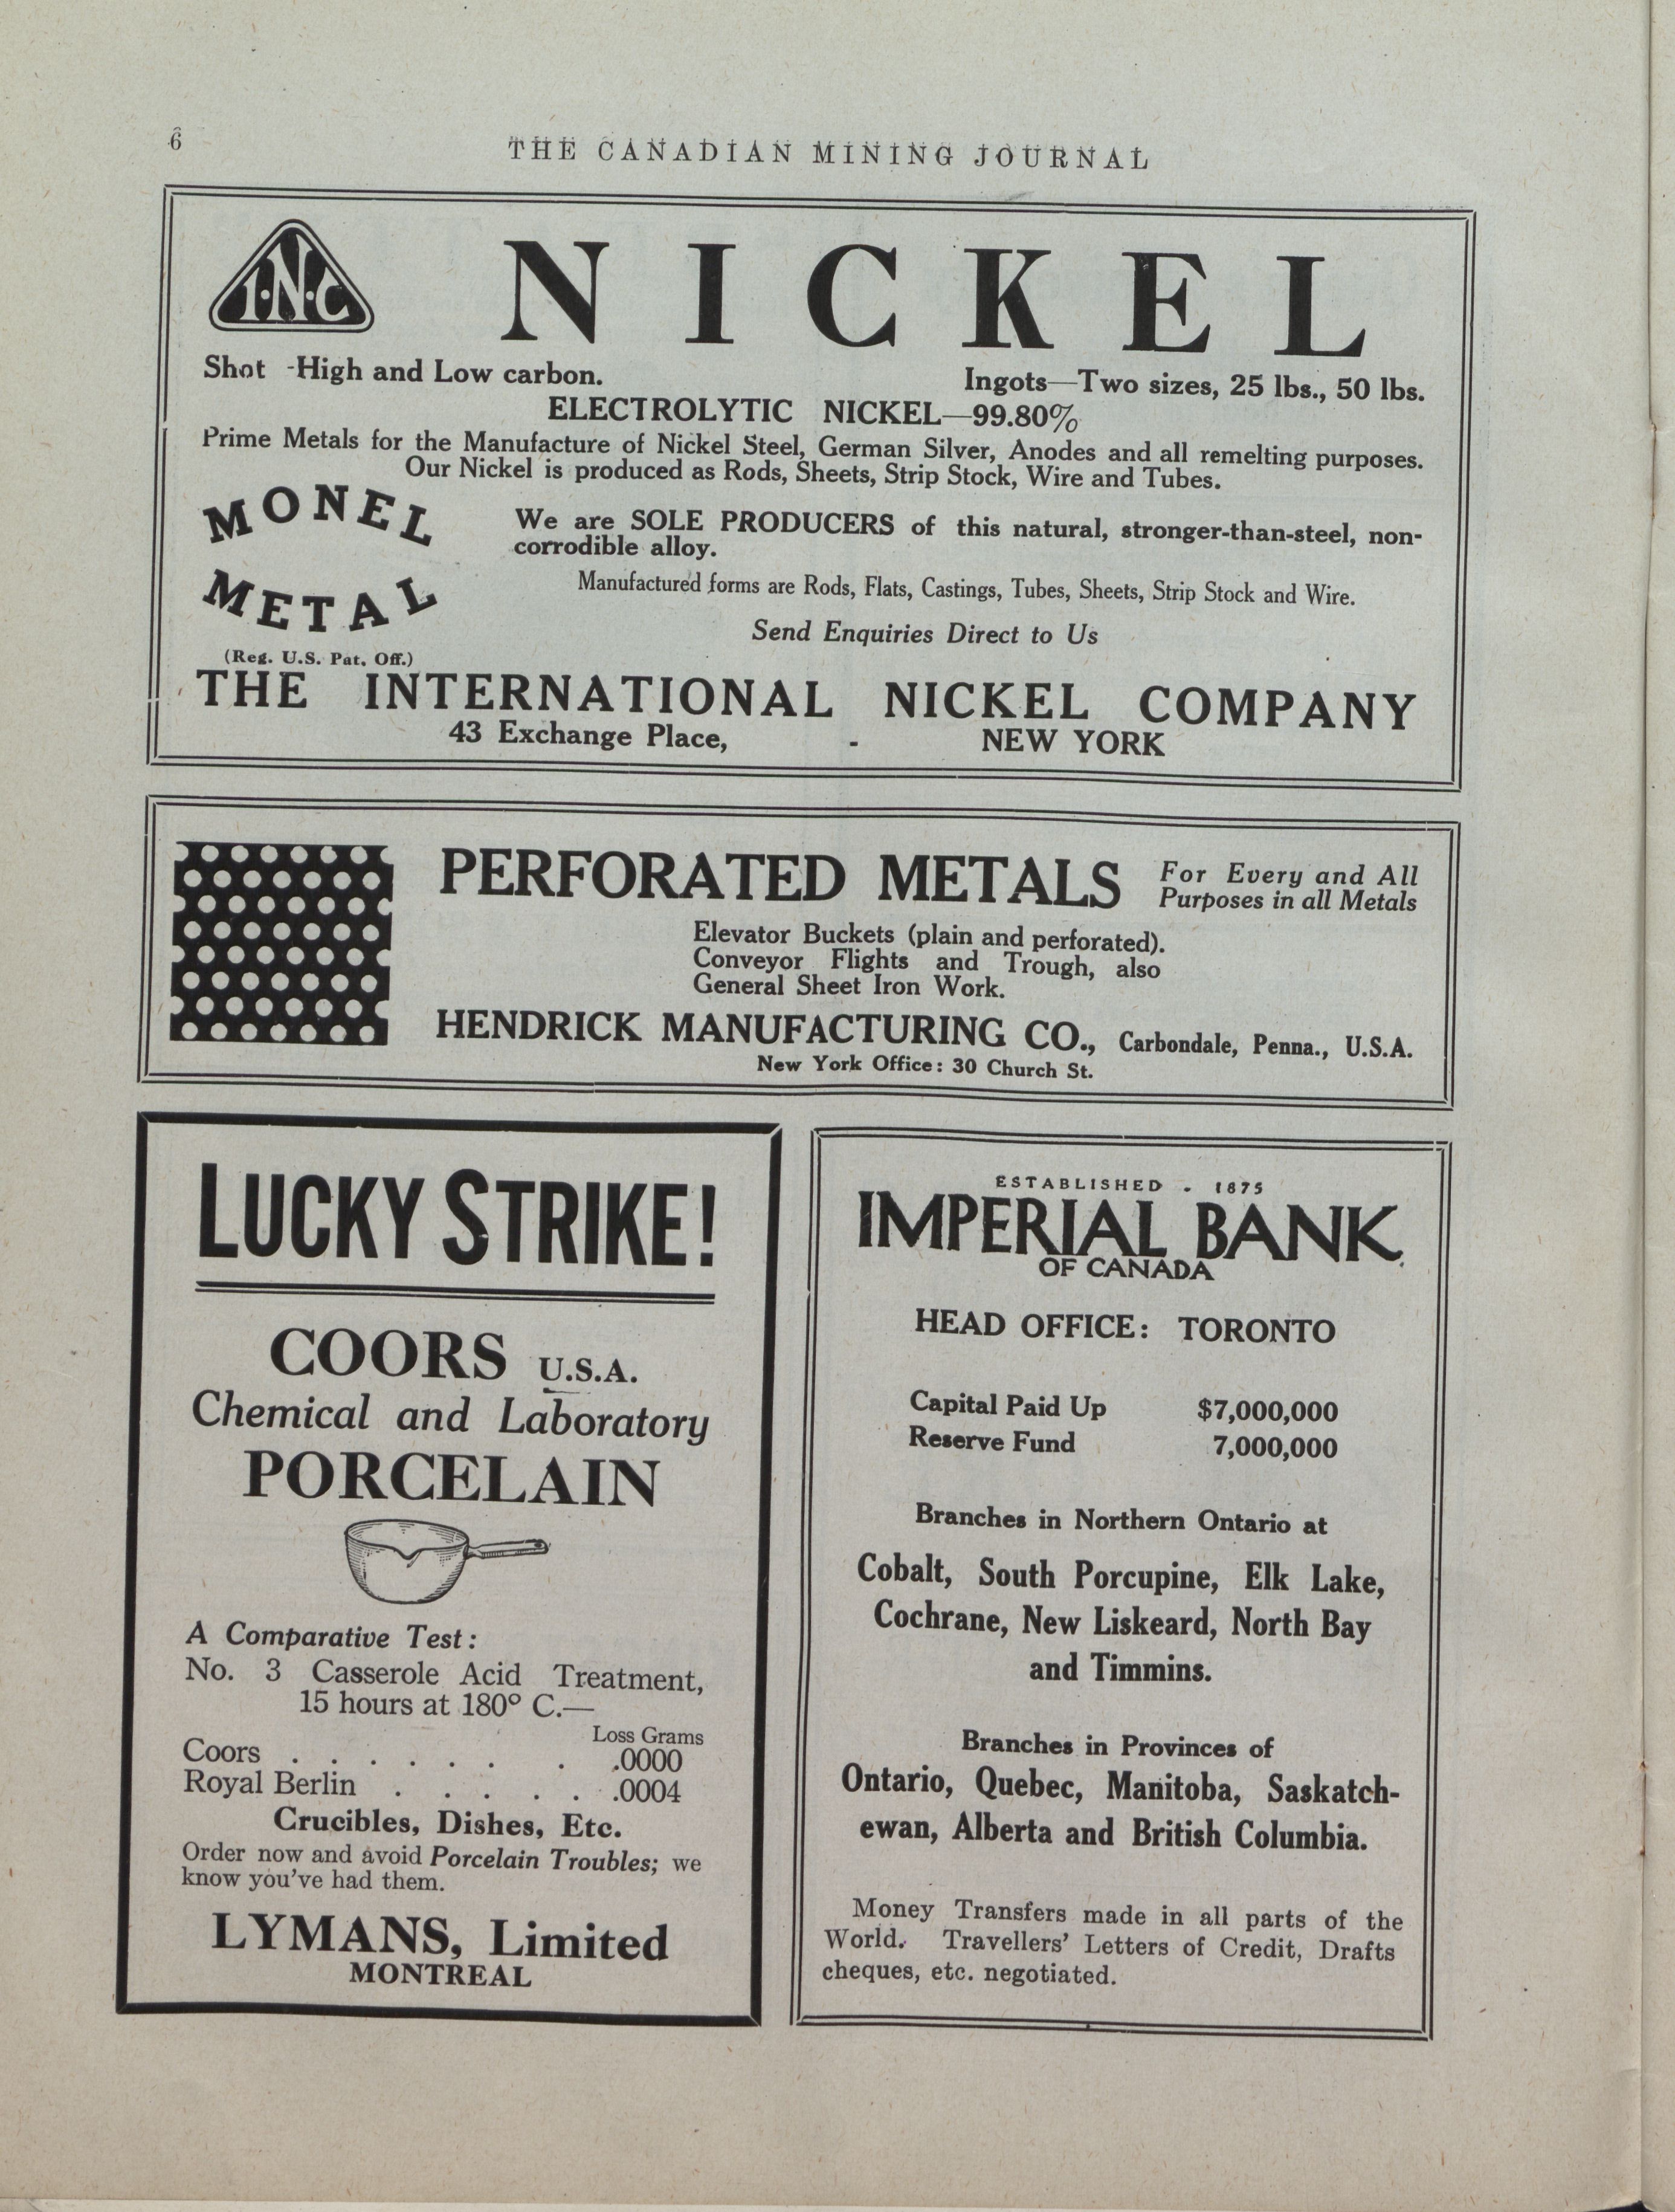 6
THE CANADIAN MINING JOURNAL
I·N·C
NICKEL
Shot -High and Low carbon.
Ingots—Two sizes, 25 lbs., 50 lbs.
ELECTROLYTIC NICKEL—99.80%
Prime Metals for the Manufacture of Nickel Steel, German Silver, Anodes and all remelting purposes.
Our Nickel is produced as Rods, Sheets, Strip Stock, Wire and Tubes.
MONEL
METAL
(Reg. U.S. Pat. Off.)
We are SOLE PRODUCERS of this natural, stronger-than-steel, non-
corrodible alloy.
Manufactured forms are Rods, Flats, Castings, Tubes, Sheets, Strip Stock and Wire.
Send Enquiries Direct to Us
THE INTERNATIONAL NICKEL COMPANY
43 Exchange Place, - NEW YORK
PERFORATED METALS
For Every and All
Purposes in all Metals
Elevator Buckets (plain and perforated).
Conveyor Flights and Trough, also
General Sheet Iron Work.
HENDRICK MANUFACTURING CO., Carbondale, Penna., U.S.A.
New York Office: 30 Church St.
LUCKY STRIKE!
COORS U.S.A.
Chemical and Laboratory
PORCELAIN
A Comparative Test:
No. 3 Casserole Acid Treatment,
15 hours at 180° C.—
Loss Grams
Coors . . . . . . . .0000
Royal Berlin . . . . . .0004
Crucibles, Dishes, Etc.
Order now and avoid Porcelain Troubles; we
know you've had them.
LYMANS, Limited
MONTREAL
ESTABLISHED - 1875
IMPERIAL BANK
OF CANADA
HEAD OFFICE: TORONTO
Capital Paid Up $7,000,000
Reserve Fund 7,000,000
Branches in Northern Ontario at
Cobalt, South Porcupine, Elk Lake,
Cochrane, New Liskeard, North Bay
and Timmins.
Branches in Provinces of
Ontario, Quebec, Manitoba, Saskatch-
ewan, Alberta and British Columbia.
Money Transfers made in all parts of the
World. Travellers' Letters of Credit, Drafts
cheques, etc. negotiated.